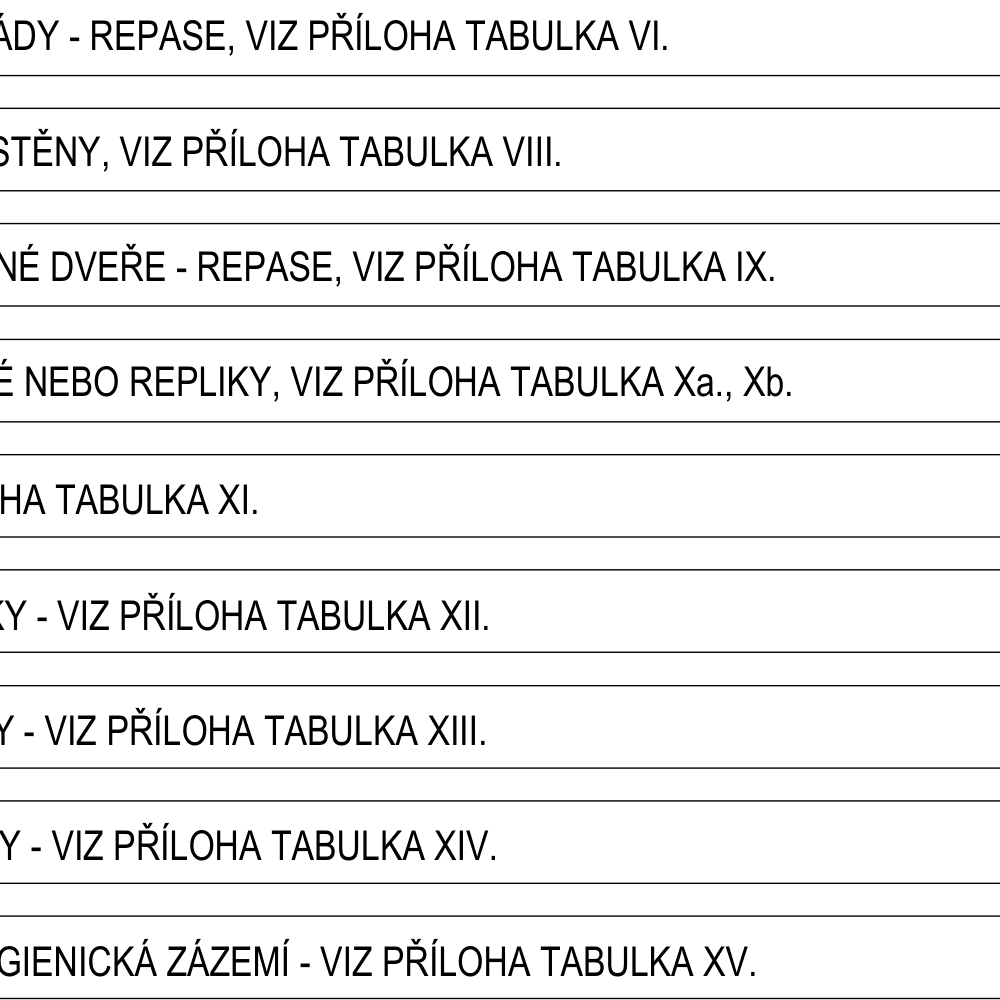 ÁDY - REPASE, VIZ PŘÍLOHA TABULKA VI.
STĚNY, VIZ PŘÍLOHA TABULKA VIII.
NÉ DVEŘE - REPASE, VIZ PŘÍLOHA TABULKA IX.
É NEBO REPLIKY, VIZ PŘÍLOHA TABULKA Xa., Xb.
HA TABULKA XI.
KY - VIZ PŘÍLOHA TABULKA XII.
Y - VIZ PŘÍLOHA TABULKA XIII.
Y - VIZ PŘÍLOHA TABULKA XIV.
GIENICKÁ ZÁZEMÍ - VIZ PŘÍLOHA TABULKA XV.